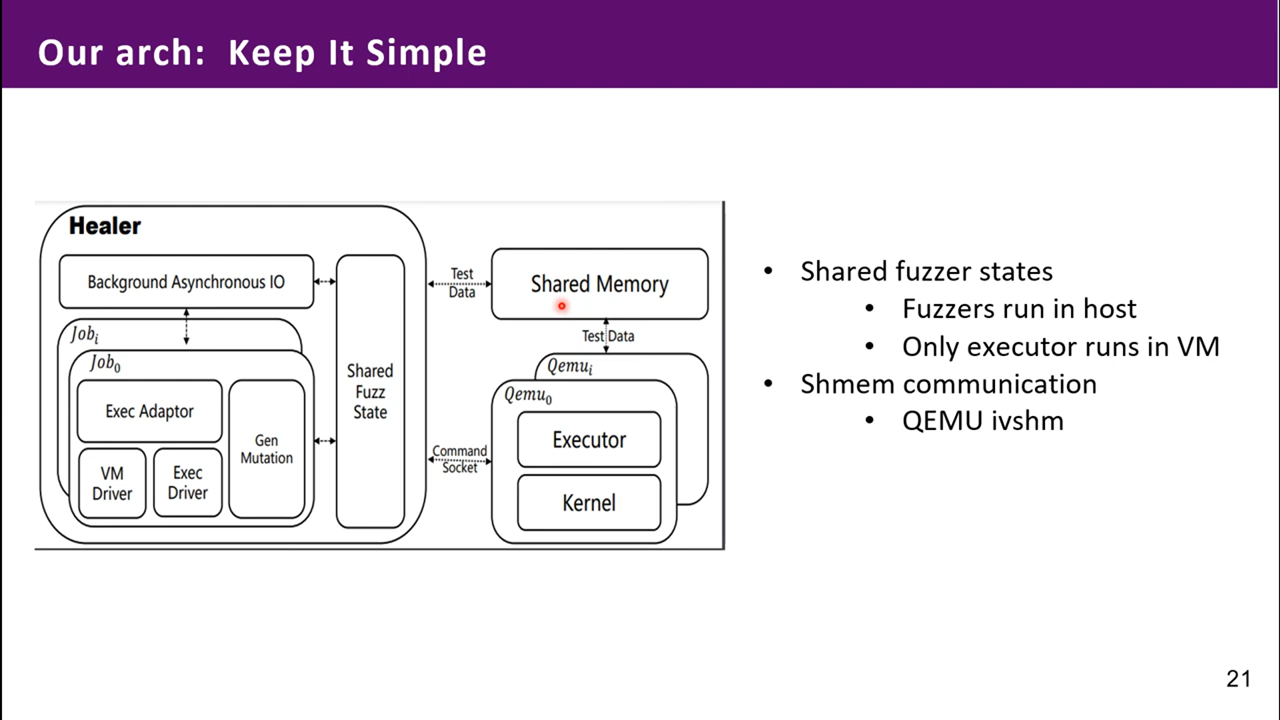 Our arch: Keep It Simple
Healer
Background Asynchronous IO
Job_i
Job_0
Exec Adaptor
VM
Driver
Exec
Driver
Gen
Mutation
Shared
Fuzz
State
Test
Data
Command
Socket
Shared Memory
Test Data
Qemu_i
Qemu_0
Executor
Kernel
• Shared fuzzer states
• Fuzzers run in host
• Only executor runs in VM
• Shmem communication
• QEMU ivshm
21